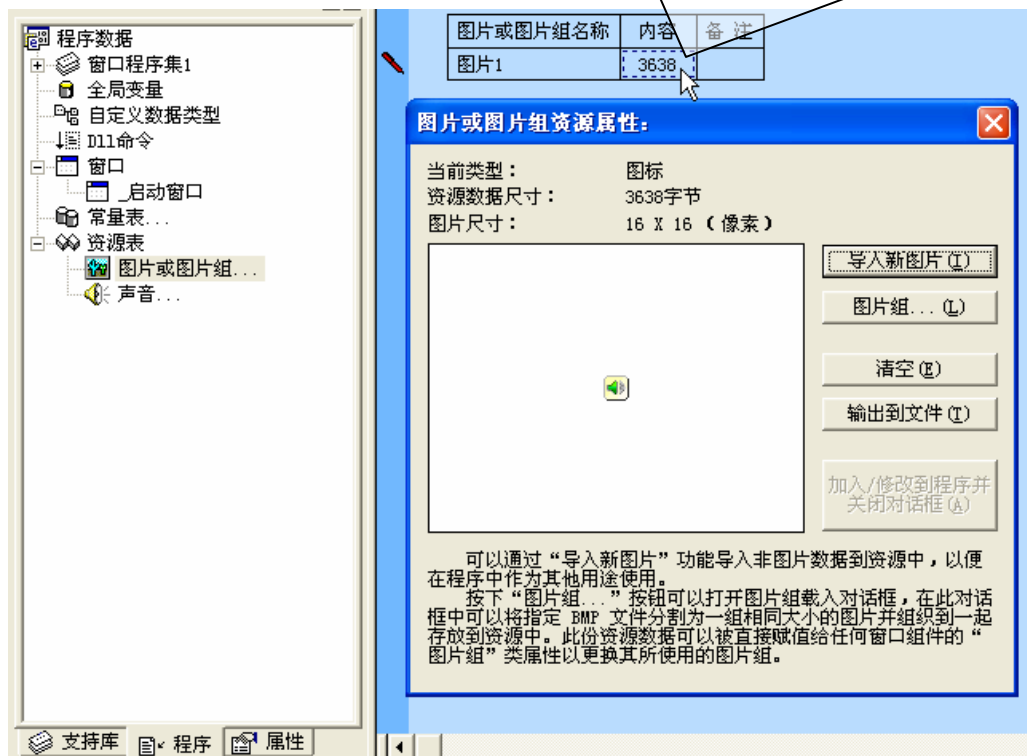 程序数据
窗口程序集1
全局变量
自定义数据类型
Dll命令
窗口
_启动窗口
常量表...
资源表
图片或图片组...
声音...
支持库
程序
属性
图片或图片组名称 内容 备 注
图片1 3638
图片或图片组资源属性:
当前类型: 图标
资源数据尺寸: 3638字节
图片尺寸: 16 X 16 (像素)
导入新图片(I)
图片组...(L)
清空(E)
输出到文件(T)
加入/修改到程序并
关闭对话框(A)
可以通过“导入新图片”功能导入非图片数据到资源中,以便
在程序中作为其他用途使用。
按下“图片组...”按钮可以打开图片组载入对话框,在此对话
框中可以将指定 BMP 文件分割为一组相同大小的图片并组织到一起
存放到资源中。此份资源数据可以被直接赋值给任何窗口组件的“
图片组”类属性以更换其所使用的图片组。